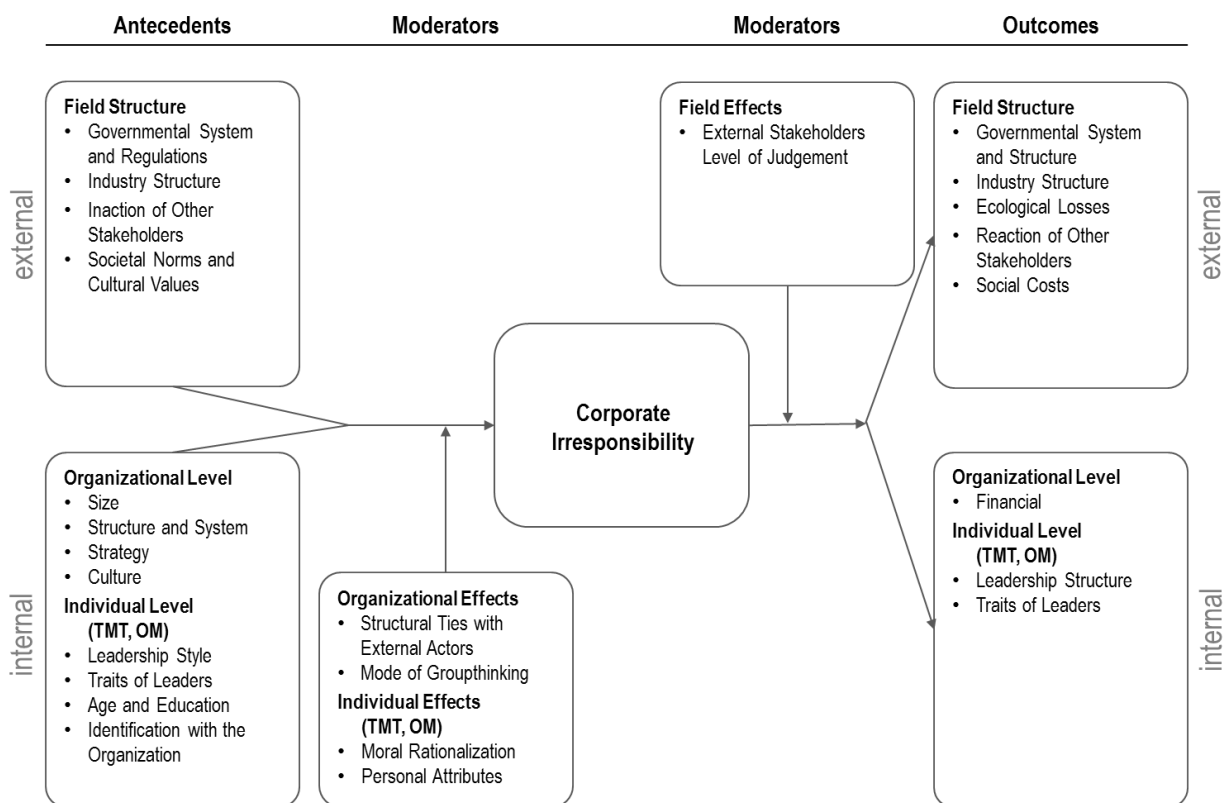 Antecedents
Moderators
Moderators
Outcomes
external
Field Structure
• Governmental System
and Regulations
• Industry Structure
• Inaction of Other
Stakeholders
• Societal Norms and
Cultural Values
Field Effects
• External Stakeholders
Level of Judgement
Field Structure
• Governmental System
and Structure
• Industry Structure
• Ecological Losses
• Reaction of Other
Stakeholders
• Social Costs
external
Corporate
Irresponsibility
internal
Organizational Level
• Size
• Structure and System
• Strategy
• Culture
Individual Level
(TMT, OM)
• Leadership Style
• Traits of Leaders
• Age and Education
• Identification with the
Organization
Organizational Effects
• Structural Ties with
External Actors
• Mode of Groupthinking
Individual Effects
(TMT, OM)
• Moral Rationalization
• Personal Attributes
Organizational Level
• Financial
Individual Level
(TMT, OM)
• Leadership Structure
• Traits of Leaders
internal